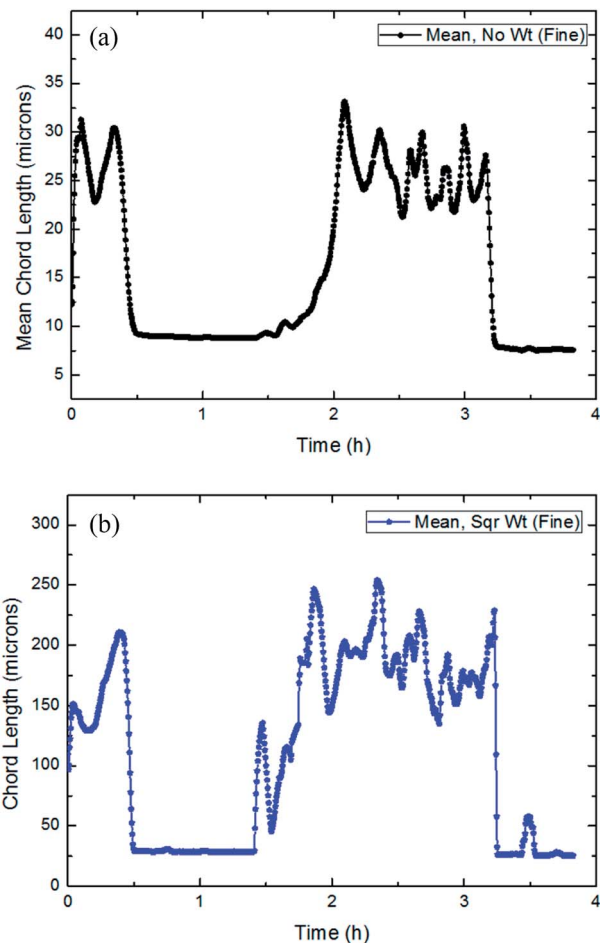 (a)
Mean, No Wt (Fine)
40
35
30
25
20
15
10
5
Mean Chord Length (microns)
0 1 2 3 4
Time (h)
(b)
Mean, Sqr Wt (Fine)
300
250
200
150
100
50
0
Chord Length (microns)
0 1 2 3 4
Time (h)